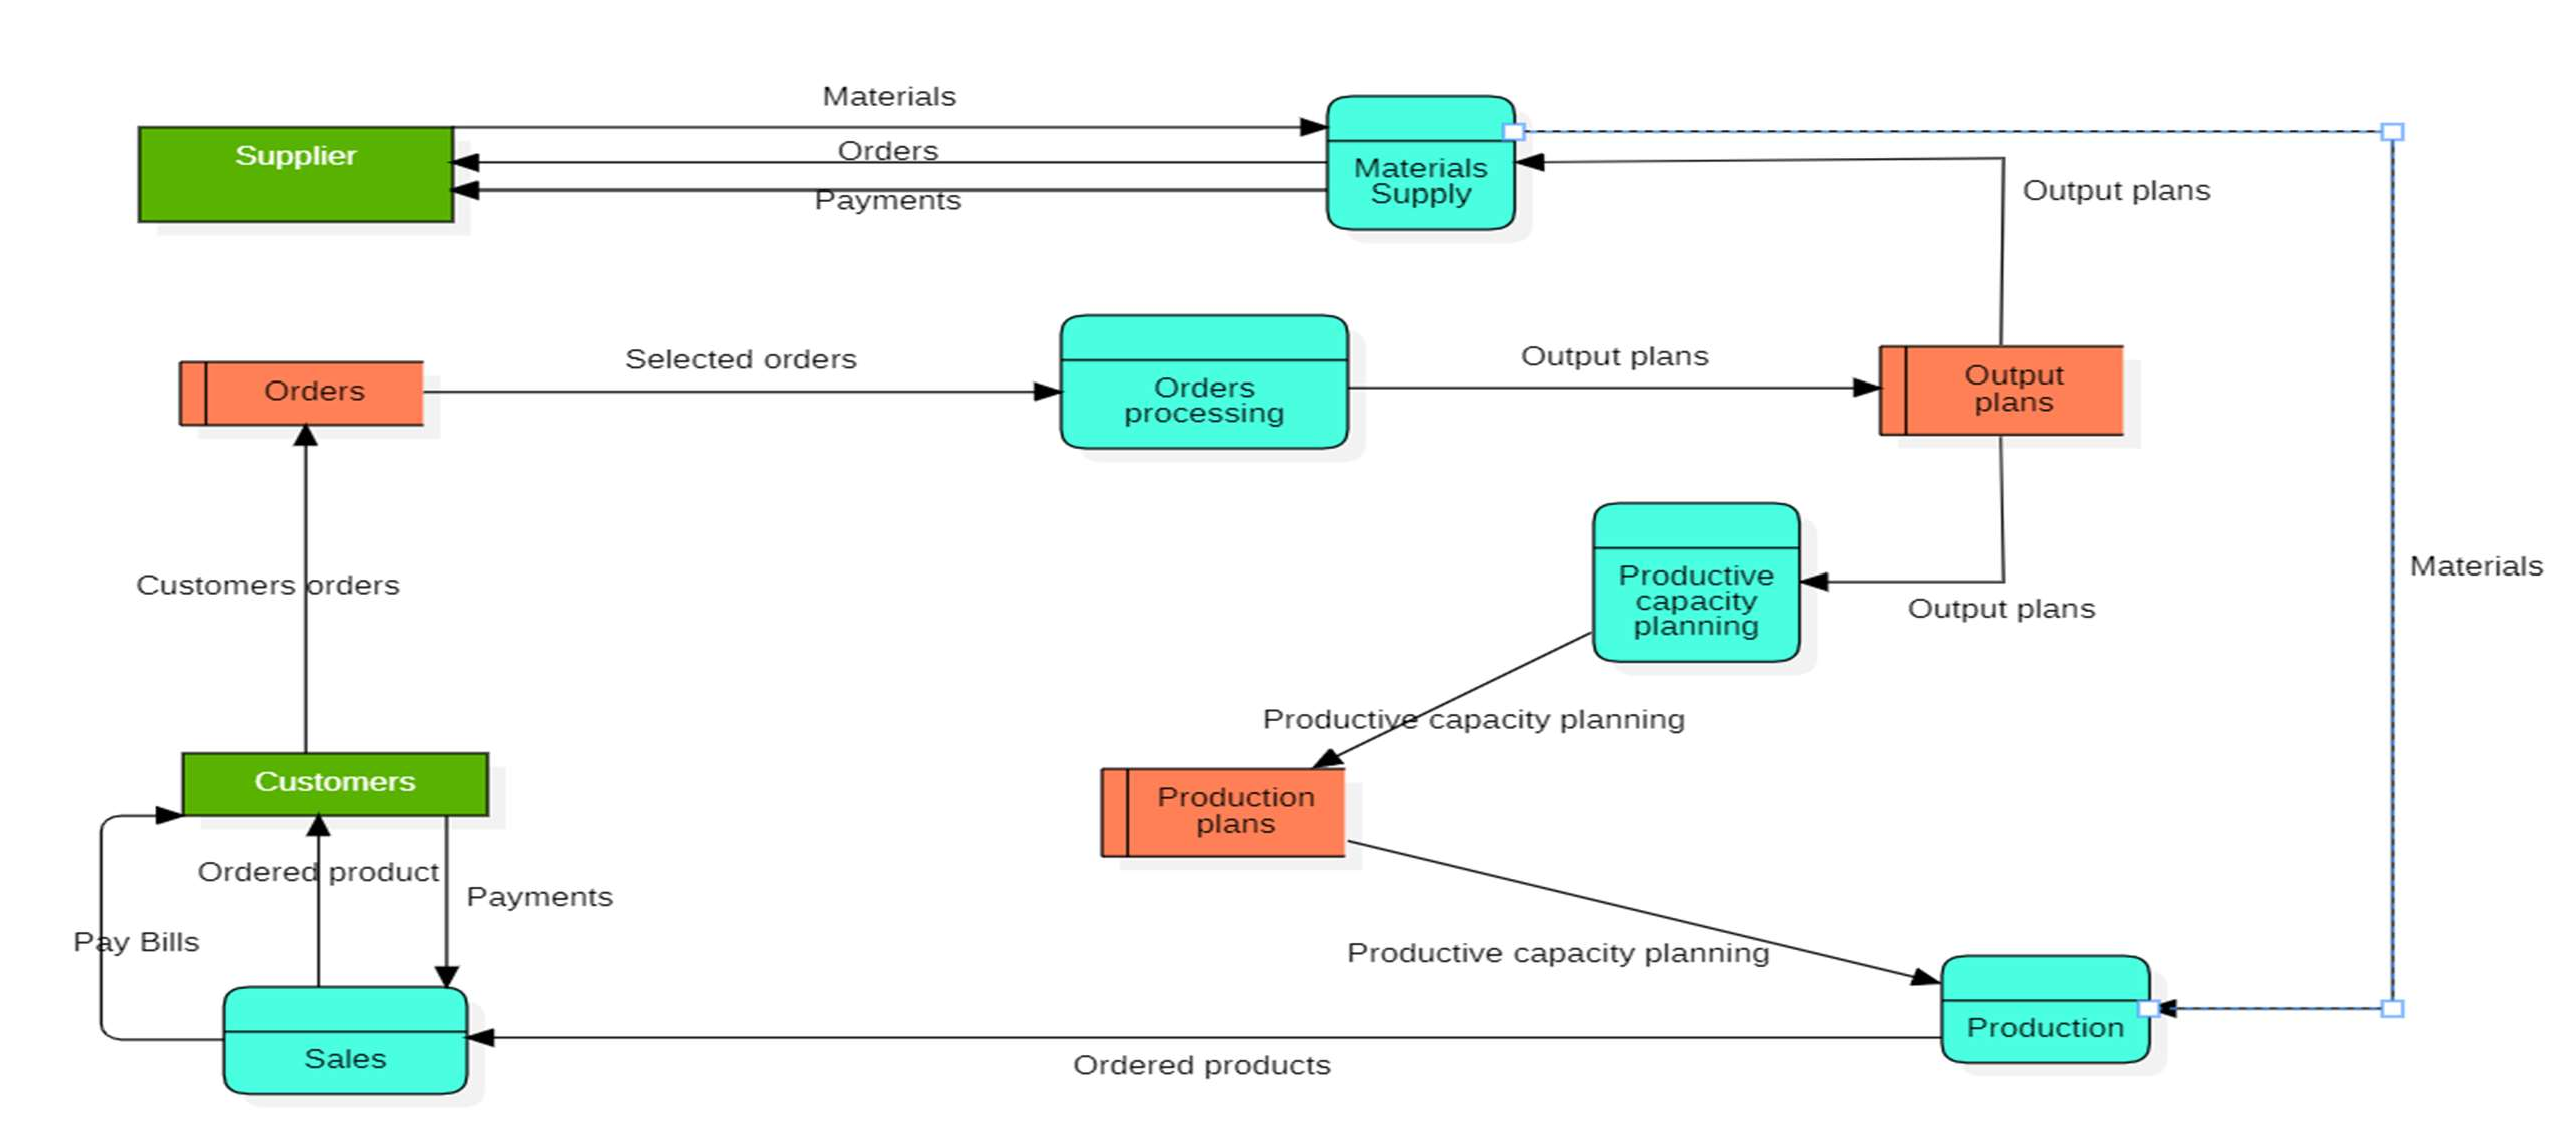 Materials
Supplier
Orders
Materials
Supply
Payments
Output plans
Orders
Selected orders
Orders
processing
Output plans
Output
plans
Customers orders
Productive
capacity
planning
Output plans
Materials
Productive capacity planning
Customers
Production
plans
Ordered product
Payments
Pay Bills
Productive capacity planning
Sales
Ordered products
Production